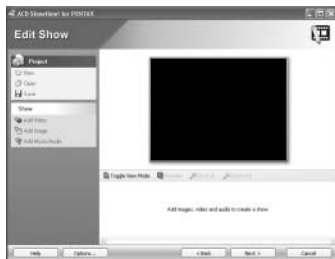 ACD Showtime! for PENTAX
Edit Show
Project
New
Open
Save
Show
Add Video
Add Image
Add Music/Audio
Toggle View Mode
Add images, video and audio to create a show
Help
Options...
< Back
Next >
Cancel